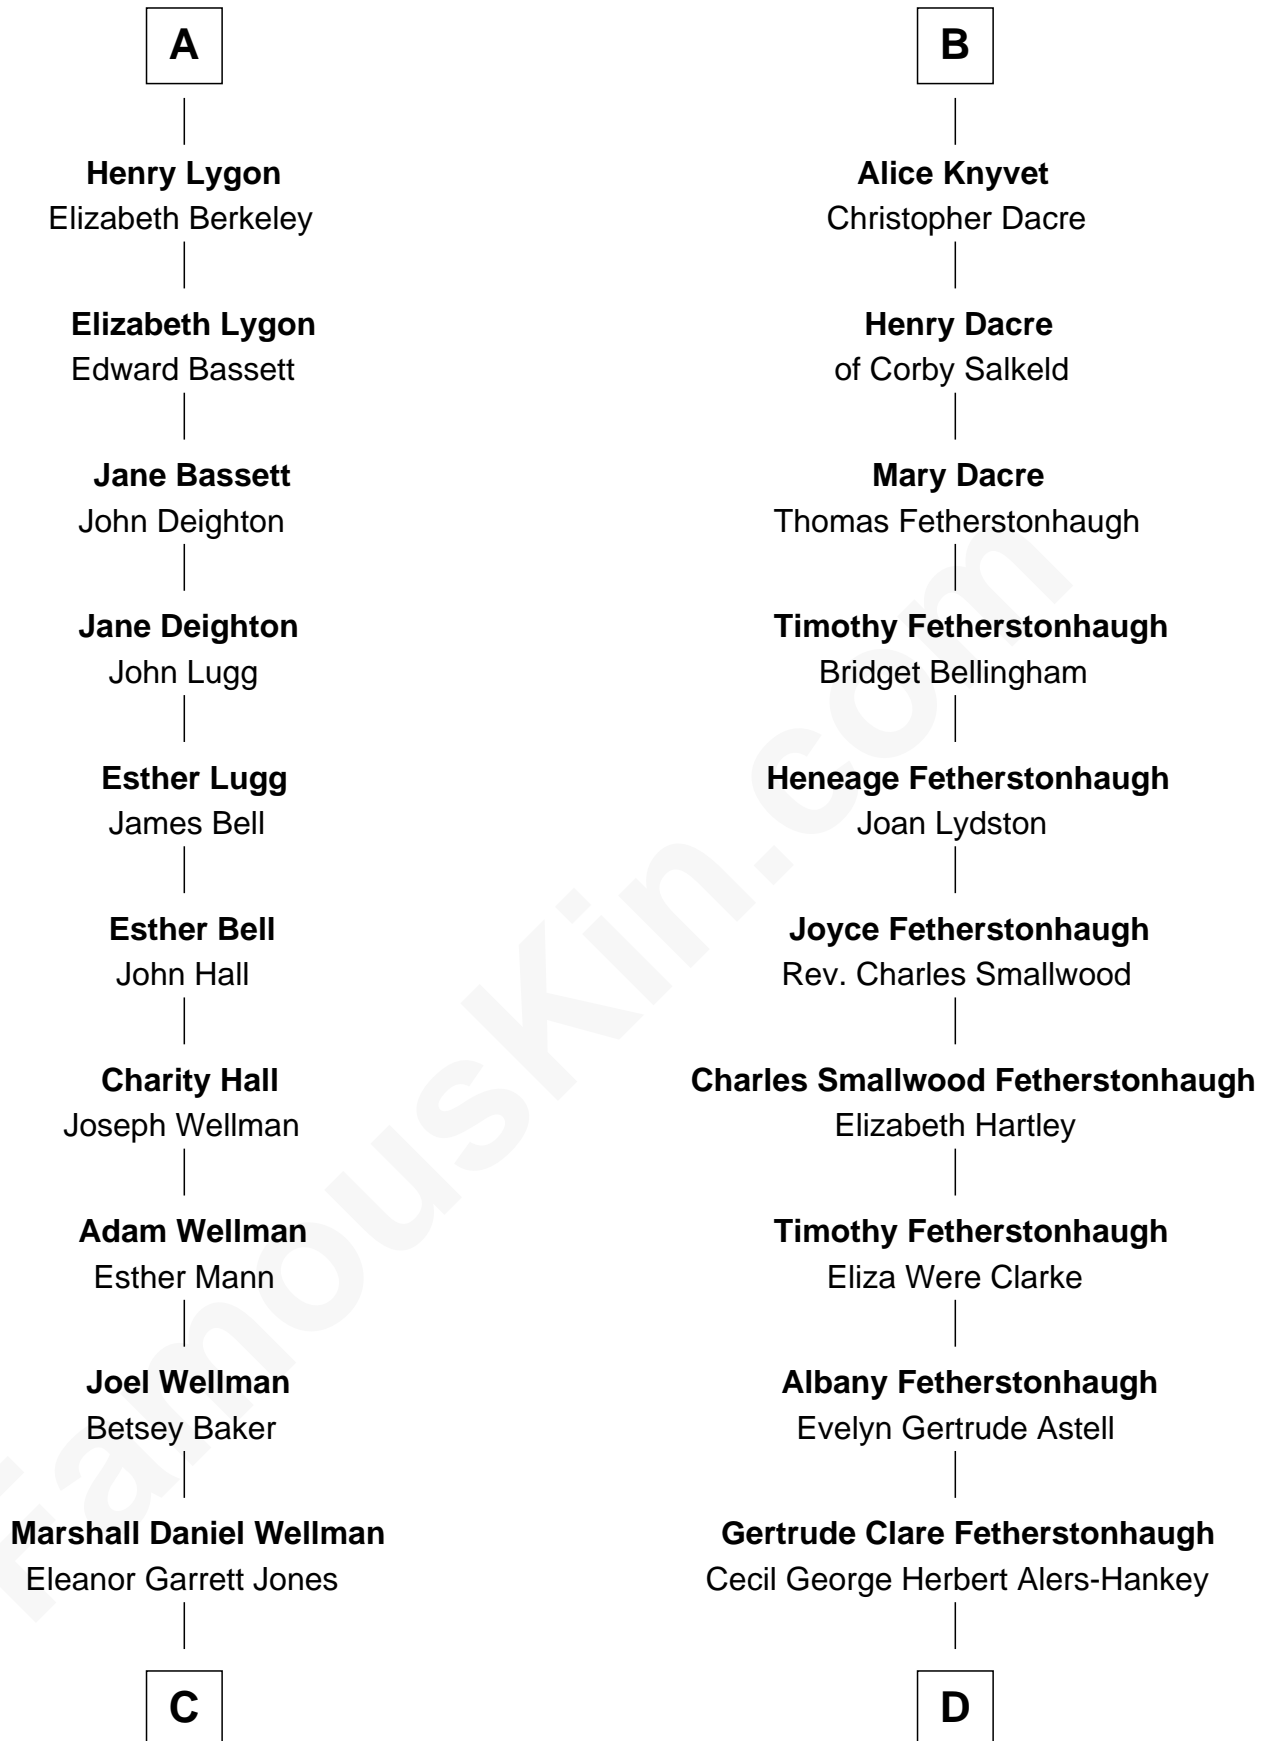 A
Henry Lygon
Elizabeth Berkeley
Elizabeth Lygon
Edward Bassett
Jane Bassett
John Deighton
Jane Deighton
John Lugg
Esther Lugg
James Bell
Esther Bell
John Hall
Charity Hall
Joseph Wellman
Adam Wellman
Esther Mann
Joel Wellman
Betsey Baker
Marshall Daniel Wellman
Eleanor Garrett Jones
C
B
Alice Knyvet
Christopher Dacre
Henry Dacre
of Corby Salkeld
Mary Dacre
Thomas Fetherstonhaugh
Timothy Fetherstonhaugh
Bridget Bellingham
Heneage Fetherstonhaugh
Joan Lydston
Joyce Fetherstonhaugh
Rev. Charles Smallwood
Charles Smallwood Fetherstonhaugh
Elizabeth Hartley
Timothy Fetherstonhaugh
Eliza Were Clarke
Albany Fetherstonhaugh
Evelyn Gertrude Astell
Gertrude Clare Fetherstonhaugh
Cecil George Herbert Alers-Hankey
D
FamousKin.com